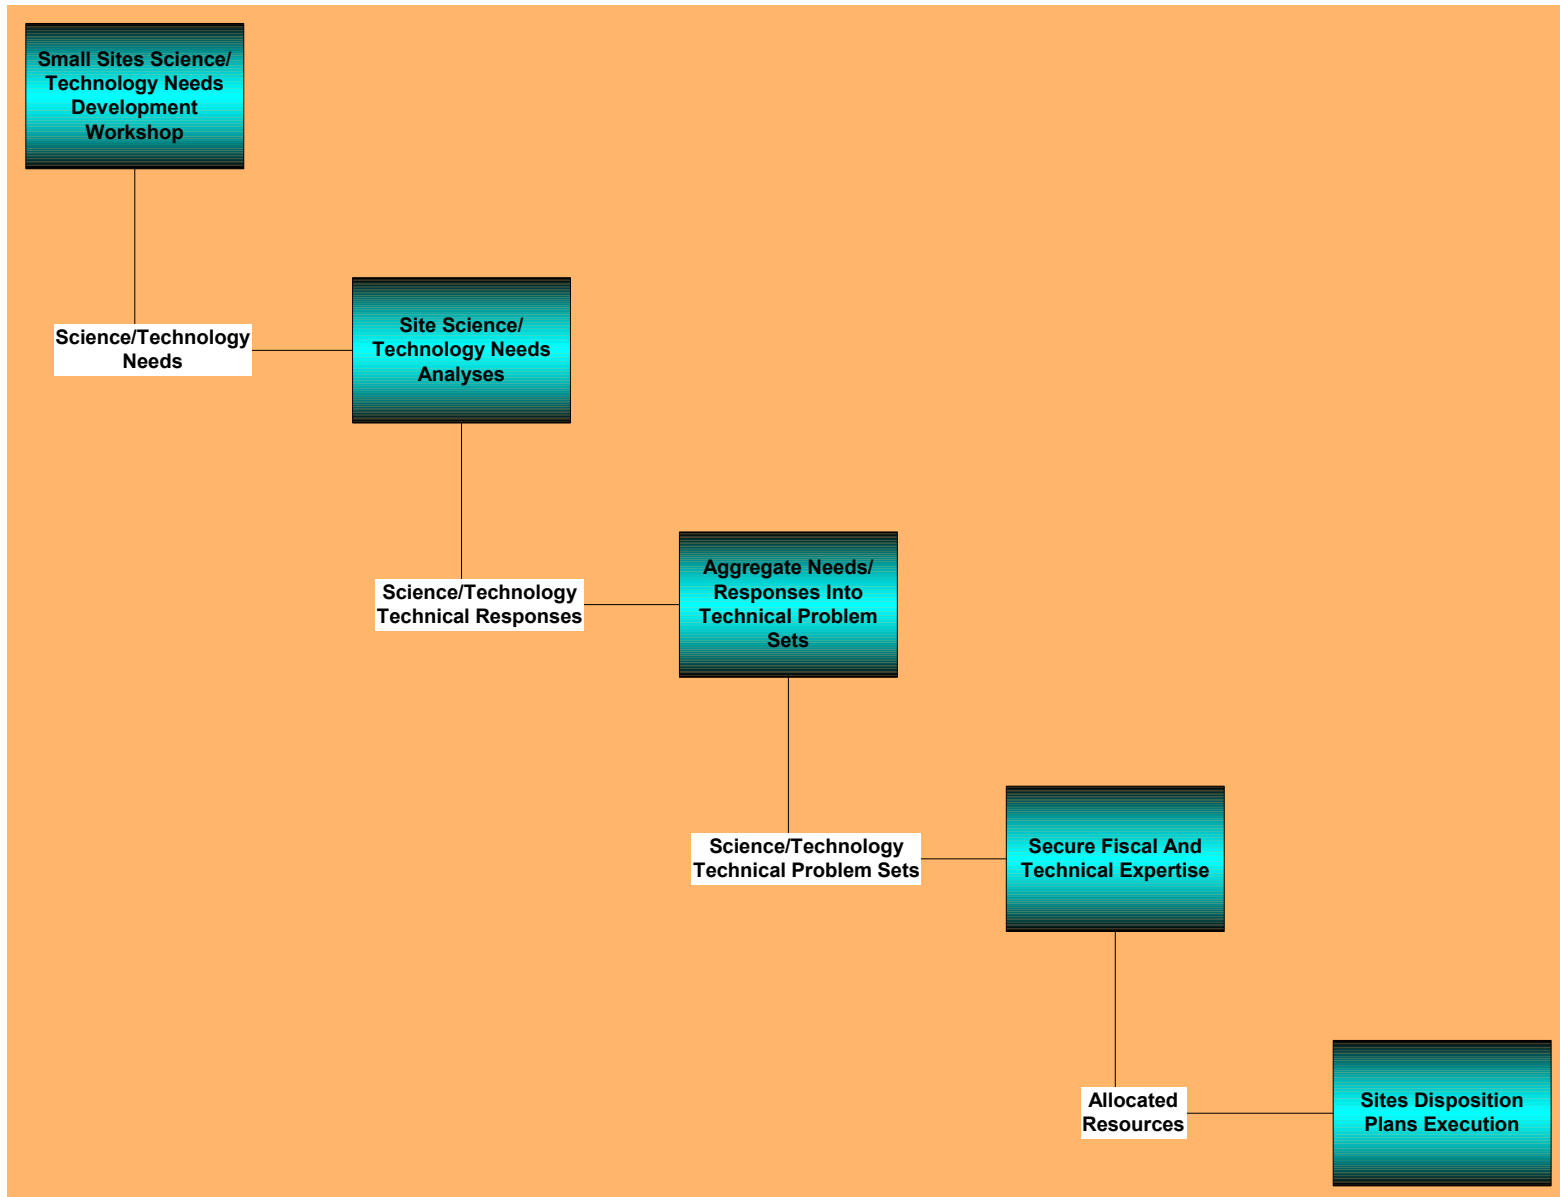 Small Sites Science/
Technology Needs
Development
Workshop
Science/Technology
Needs
Site Science/
Technology Needs
Analyses
Science/Technology
Technical Responses
Aggregate Needs/
Responses Into
Technical Problem
Sets
Science/Technology
Technical Problem Sets
Secure Fiscal And
Technical Expertise
Allocated
Resources
Sites Disposition
Plans Execution